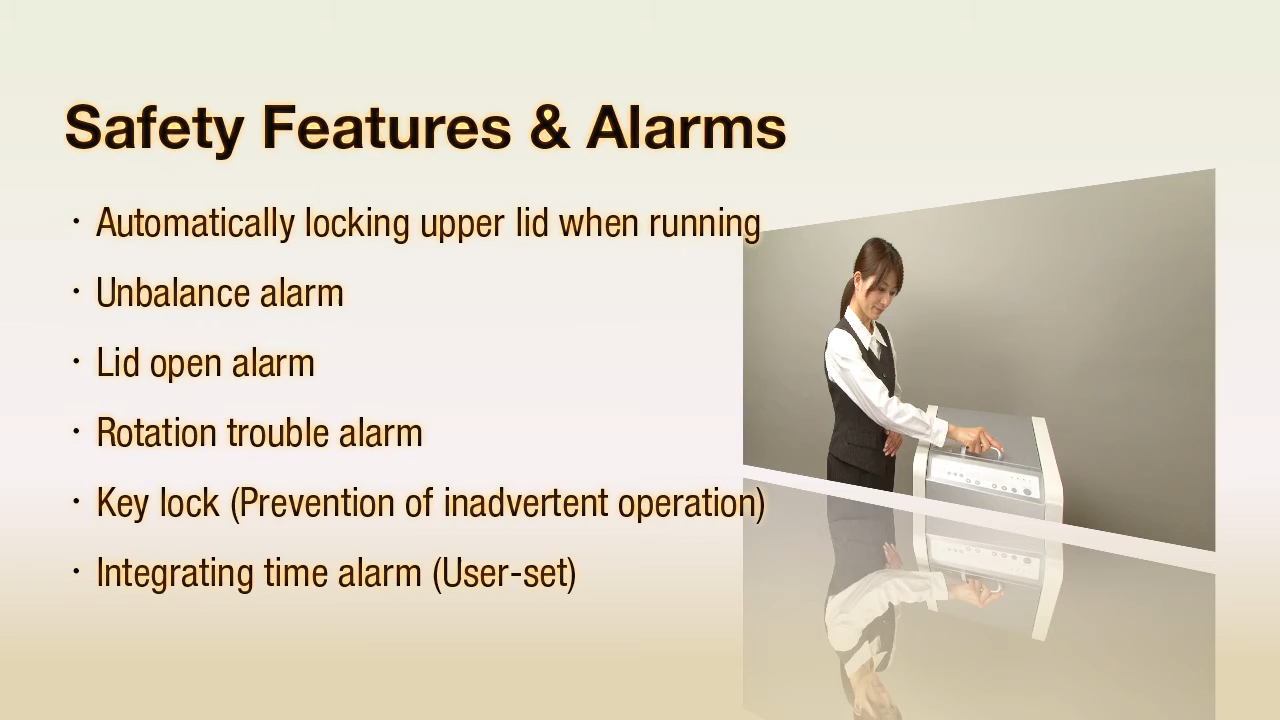 Safety Features & Alarms
・Automatically locking upper lid when running
・Unbalance alarm
・Lid open alarm
・Rotation trouble alarm
・Key lock (Prevention of inadvertent operation)
・Integrating time alarm (User-set)